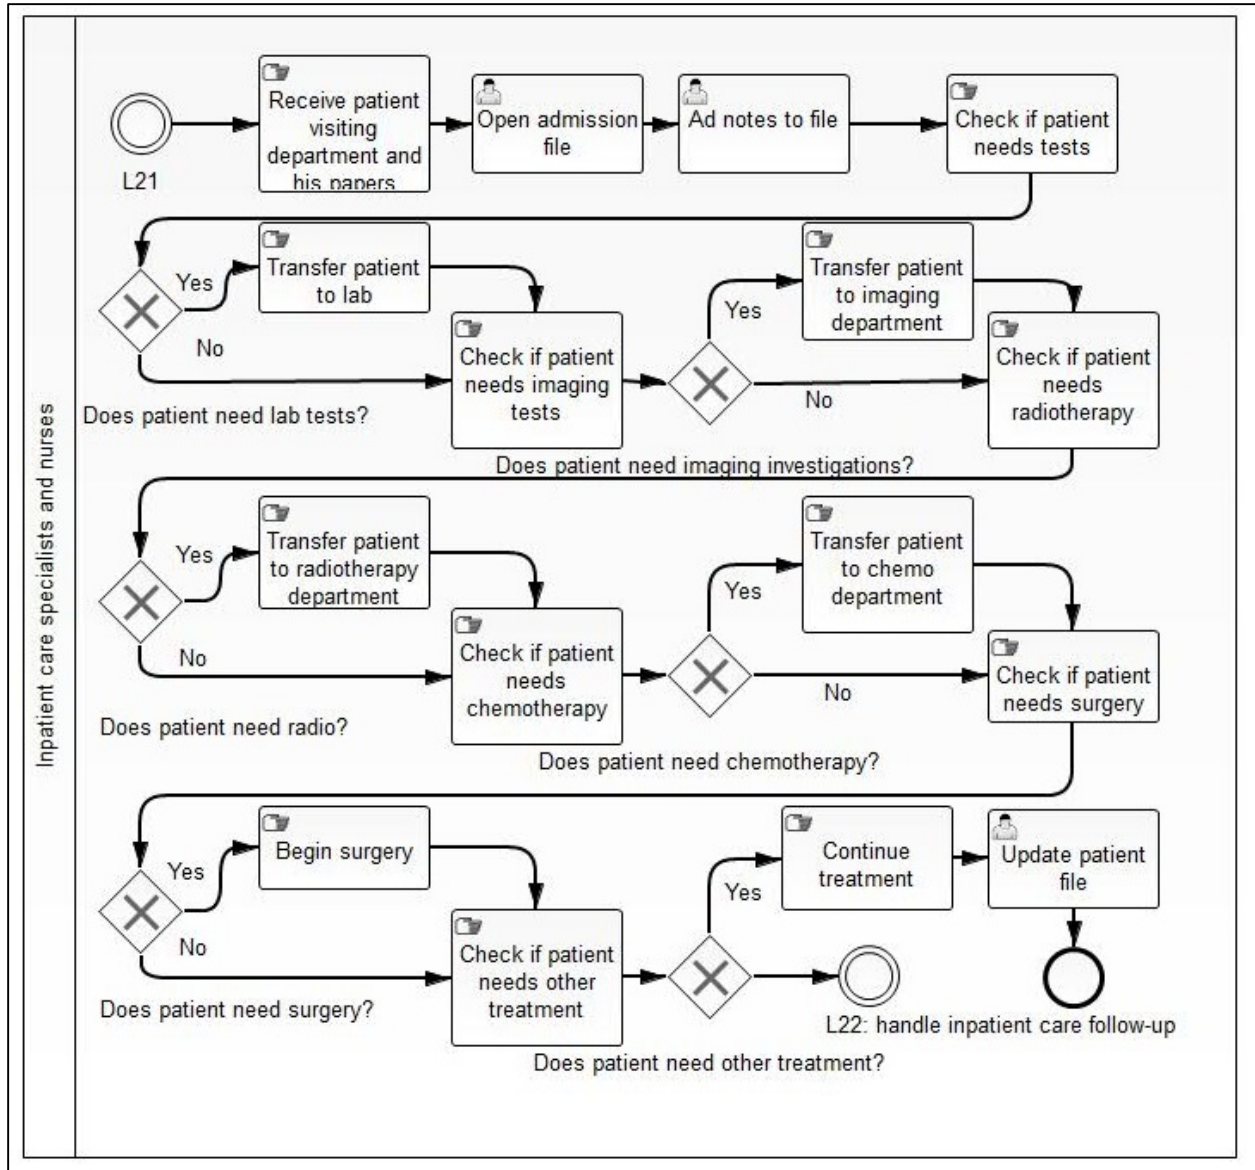 Inpatient care specialists and nurses
L21
Receive patient
visiting
department and
his papers
Open admission
file
Ad notes to file
Check if patient
needs tests
Yes
No
Does patient need lab tests?
Transfer patient
to lab
Check if patient
needs imaging
tests
Yes
No
Does patient need imaging investigations?
Transfer patient
to imaging
department
Check if patient
needs
radiotherapy
Yes
No
Does patient need radio?
Transfer patient
to radiotherapy
department
Check if patient
needs
chemotherapy
Yes
No
Does patient need chemotherapy?
Transfer patient
to chemo
department
Check if patient
needs surgery
Yes
No
Does patient need surgery?
Begin surgery
Check if patient
needs other
treatment
Yes
Does patient need other treatment?
Continue
treatment
Update patient
file
L22: handle inpatient care follow-up